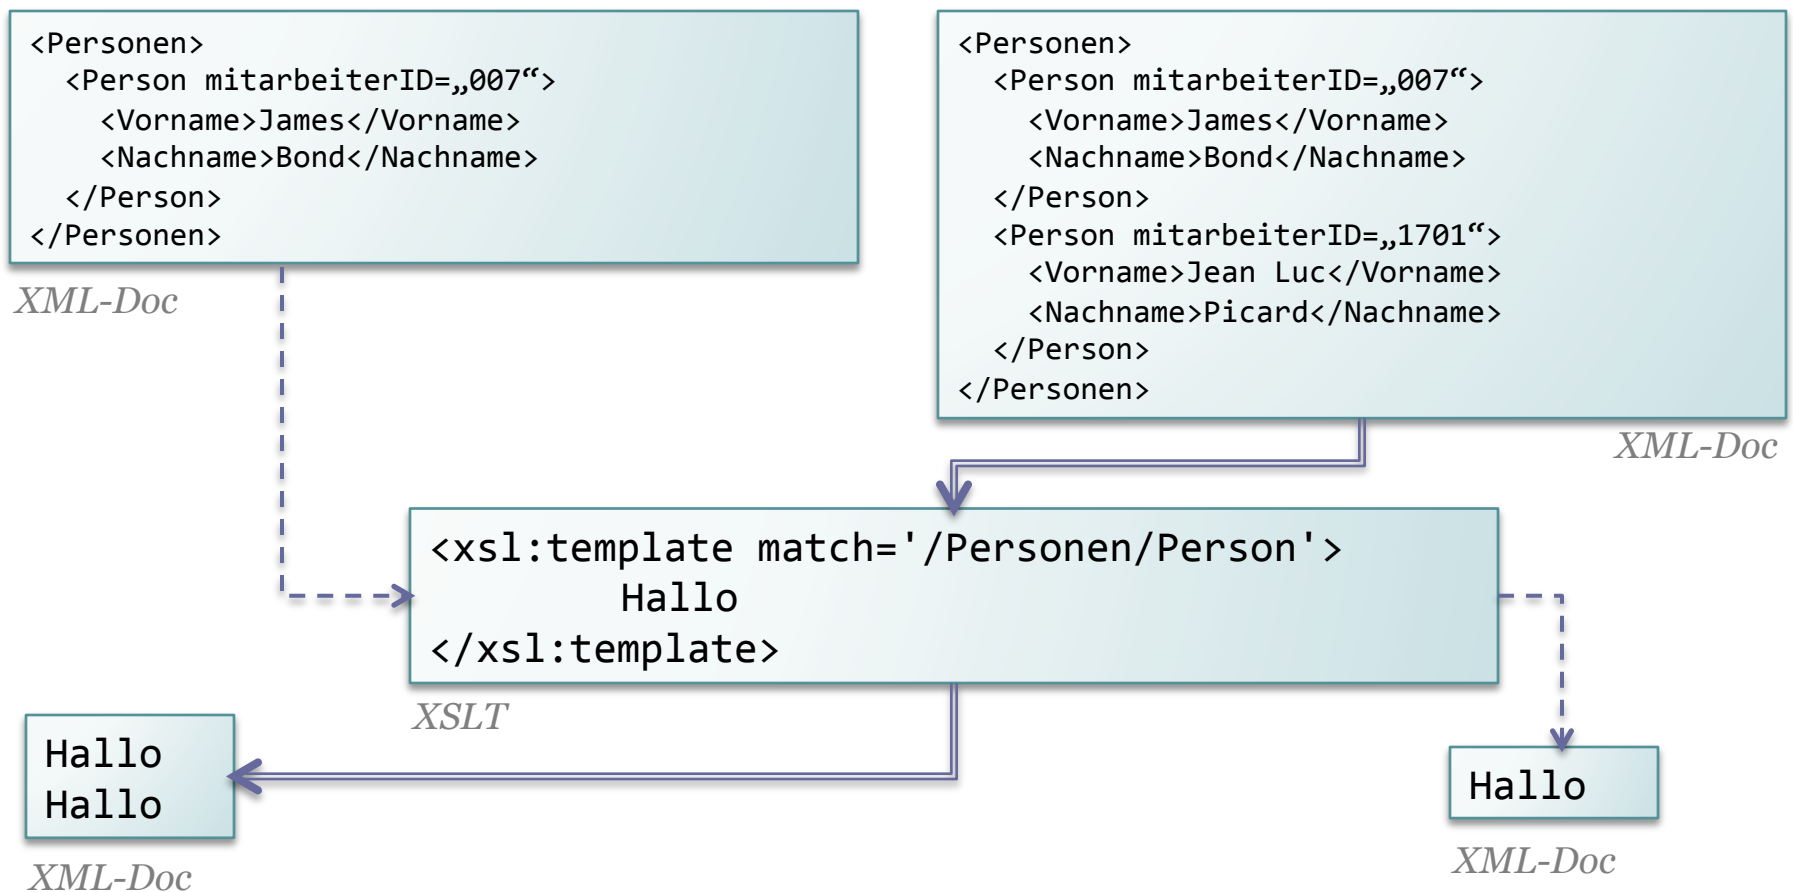 <Personen>
  <Person mitarbeiterID=„007“>
    <Vorname>James</Vorname>
    <Nachname>Bond</Nachname>
  </Person>
</Personen>
XML-Doc
<Personen>
  <Person mitarbeiterID=„007“>
    <Vorname>James</Vorname>
    <Nachname>Bond</Nachname>
  </Person>
  <Person mitarbeiterID=„1701“>
    <Vorname>Jean Luc</Vorname>
    <Nachname>Picard</Nachname>
  </Person>
</Personen>
XML-Doc
<xsl:template match='/Personen/Person'>
        Hallo
</xsl:template>
XSLT
Hallo
Hallo
XML-Doc
Hallo
XML-Doc